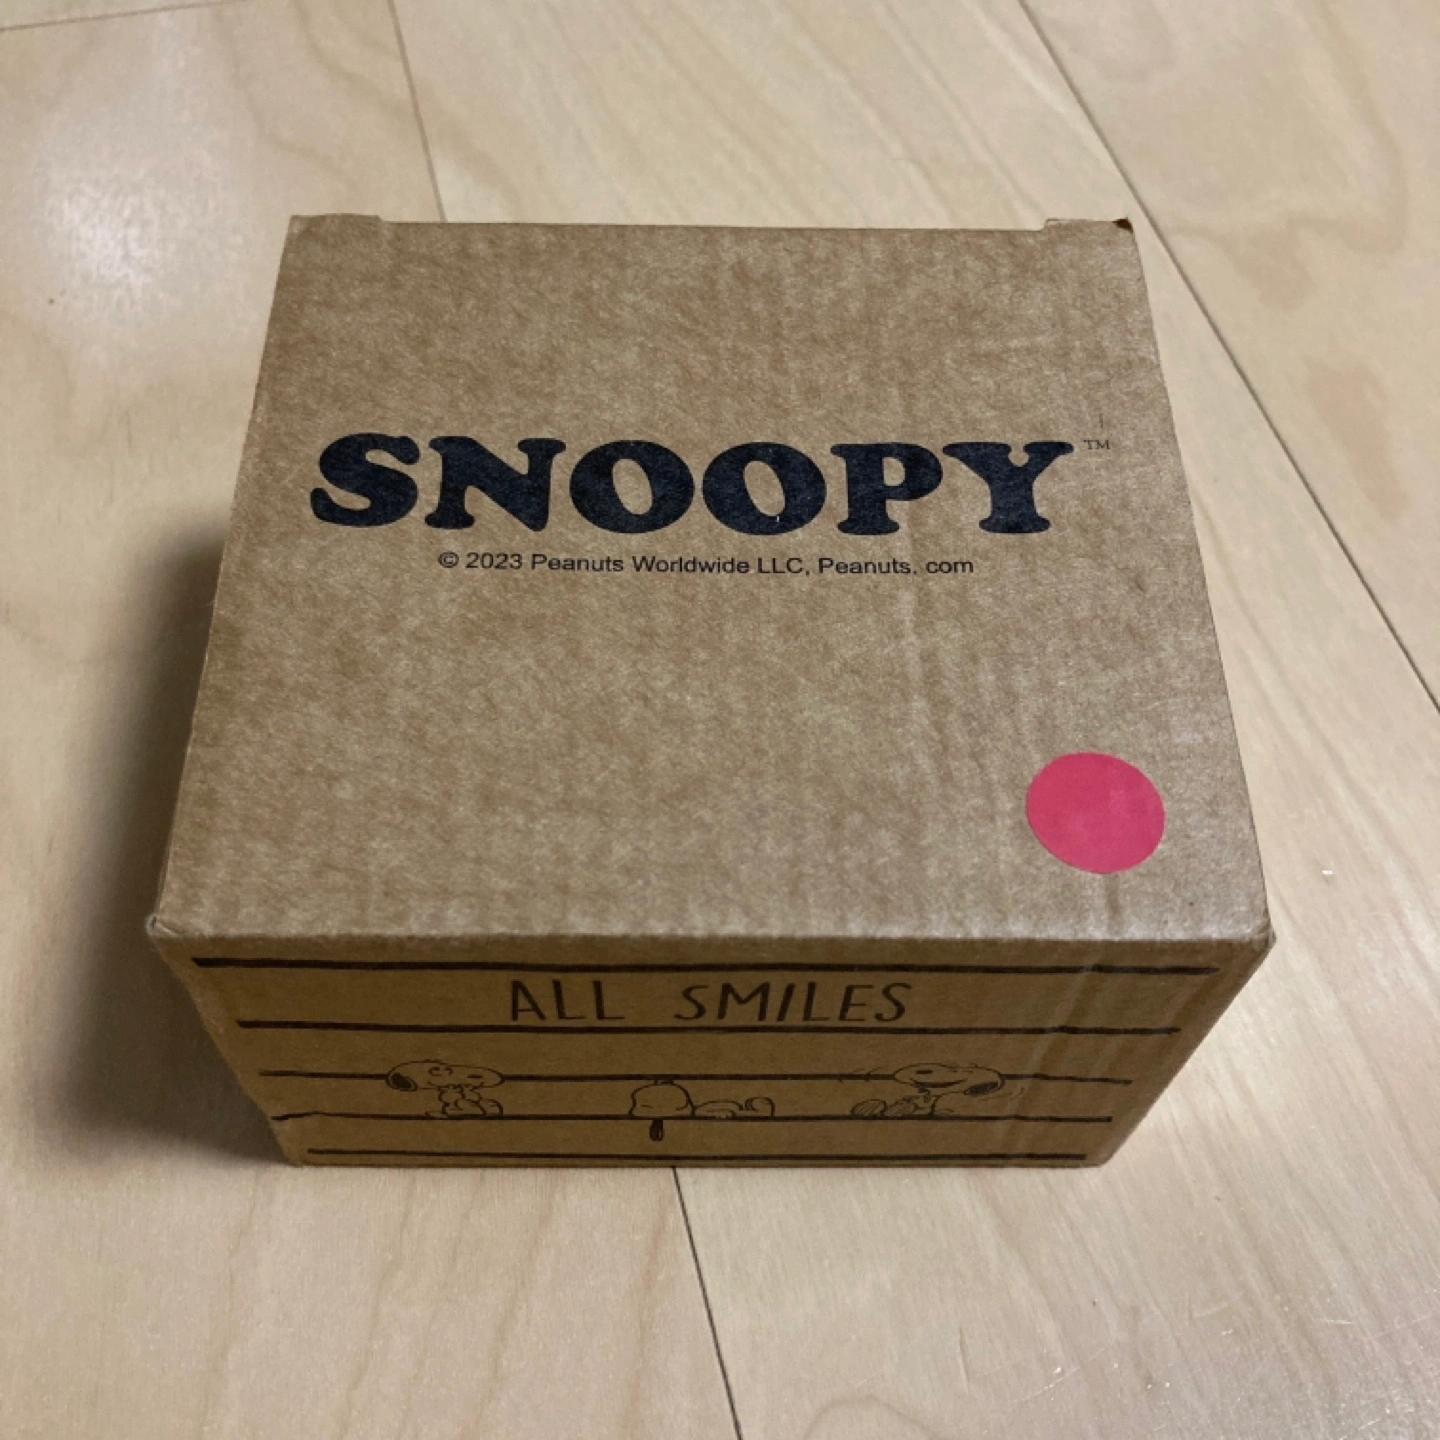 SNOOPY™
© 2023 Peanuts Worldwide LLC, Peanuts. com
ALL SMILES